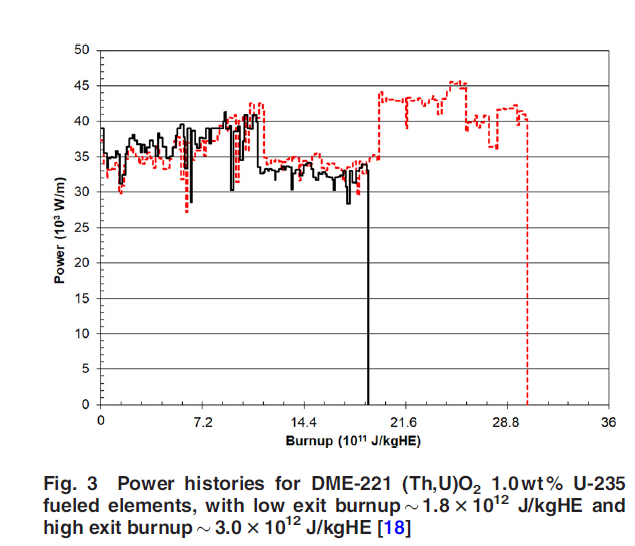 50
45
40
35
30
25
20
15
10
5
0
Power (10³ W/m)
0 7.2 14.4 21.6 28.8 36
Burnup (10¹¹ J/kgHE)
Fig. 3 Power histories for DME-221 (Th,U)O₂ 1.0 wt % U-235
fueled elements, with low exit burnup ~ 1.8 × 10¹² J/kgHE and
high exit burnup ~ 3.0 × 10¹² J/kgHE [18]